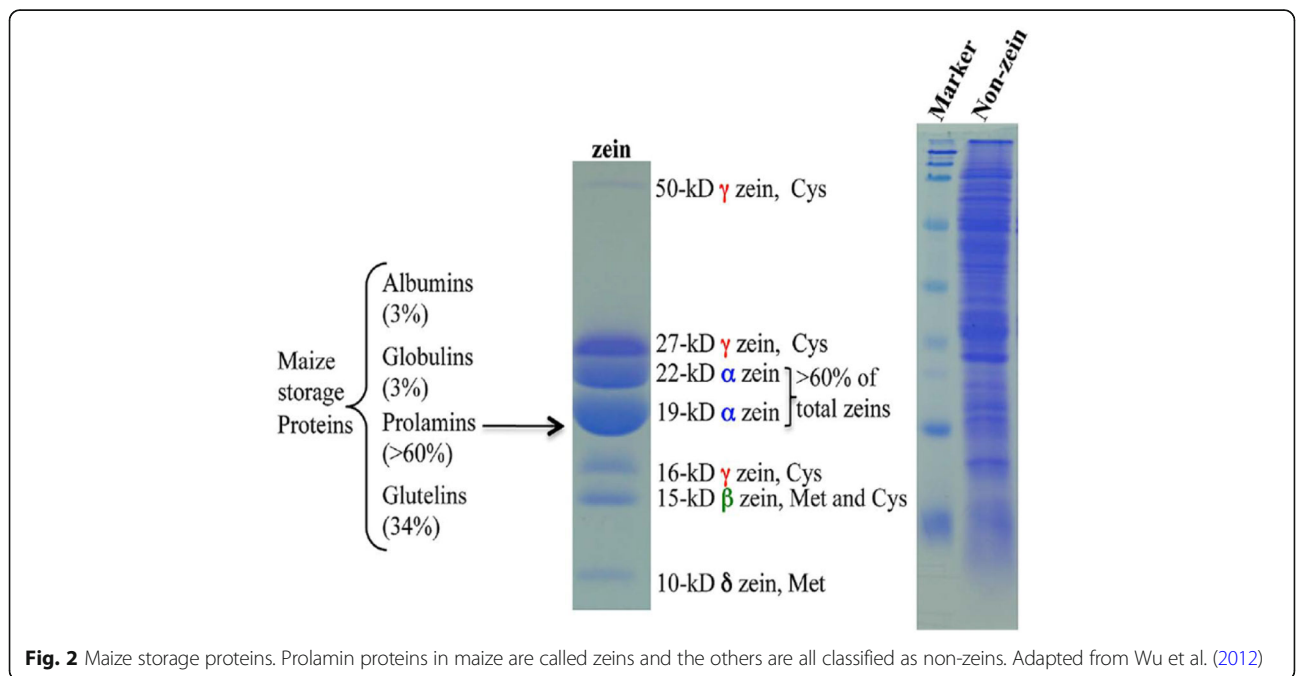 Maize
storage
Proteins
Albumins
(3%)
Globulins
(3%)
Prolamins
(>60%)
Glutelins
(34%)
zein
50-kD γ zein, Cys
27-kD γ zein, Cys
22-kD α zein
19-kD α zein
>60% of
total zeins
16-kD γ zein, Cys
15-kD β zein, Met and Cys
10-kD δ zein, Met
Marker
Non-zein
Fig. 2 Maize storage proteins. Prolamin proteins in maize are called zeins and the others are all classified as non-zeins. Adapted from Wu et al. (2012)